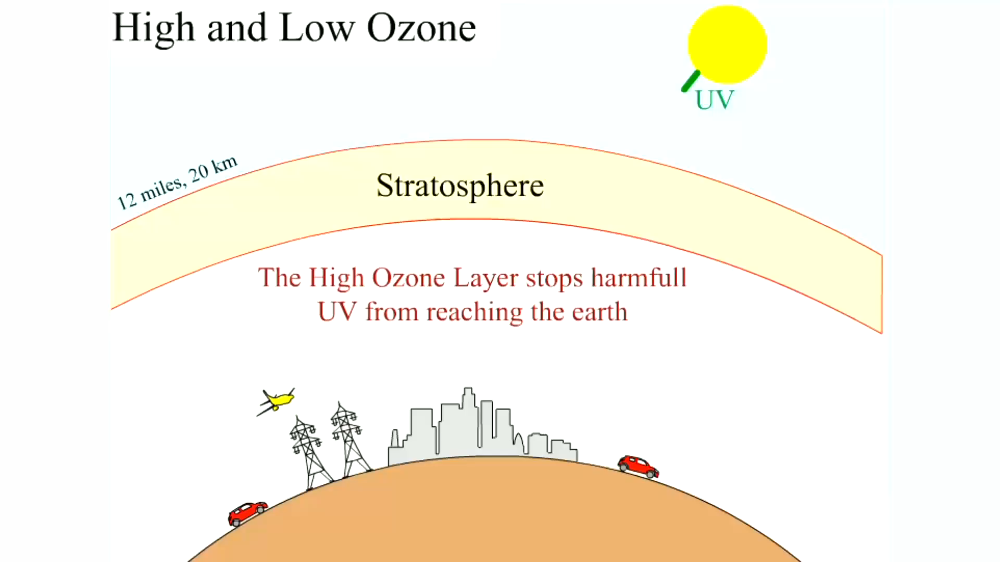 High and Low Ozone
UV
12 miles, 20 km
Stratosphere
The High Ozone Layer stops harmfull
UV from reaching the earth